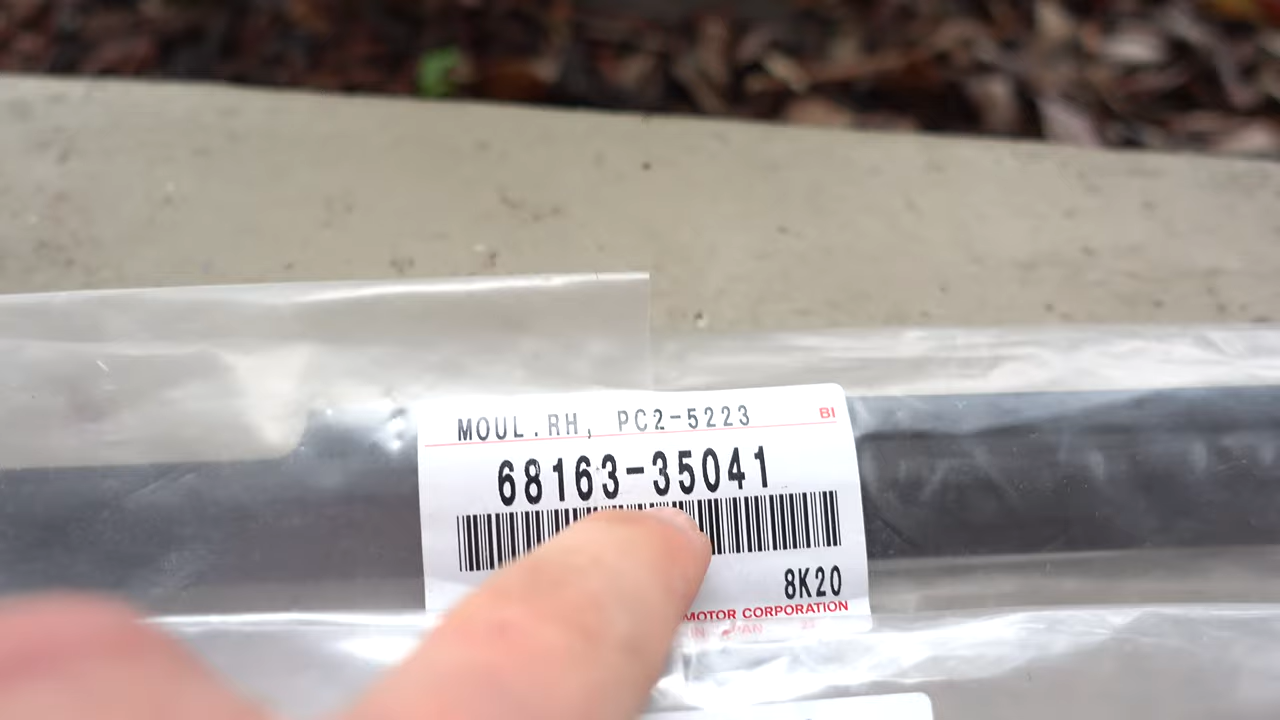 MOUL.RH, PC2-5223
BI
68163-35041
8K20
MOTOR CORPORATION